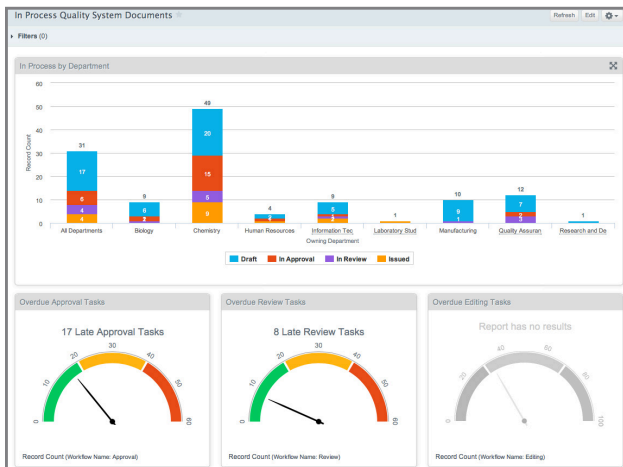 In Process Quality System Documents
Refresh Edit
Filters (0)
In Process by Department
60
50
40
30
20
10
0
Record Count
31
17
6
4
4
9
6
49
20
15
5
9
4
9
5
1
10
9
1
12
7
2
3
1
All Departments Biology Chemistry Human Resources Information Tec Laboratory Stud Manufacturing Quality Assuran Research and De
Owning Department
Draft In Approval In Review Issued
Overdue Approval Tasks
17 Late Approval Tasks
0 10 20 30 40 50 60
Record Count (Workflow Name: Approval)
Overdue Review Tasks
8 Late Review Tasks
0 10 20 30 40 50 60
Record Count (Workflow Name: Review)
Overdue Editing Tasks
Report has no results
0 20 40 60 80 100
Record Count (Workflow Name: Editing)